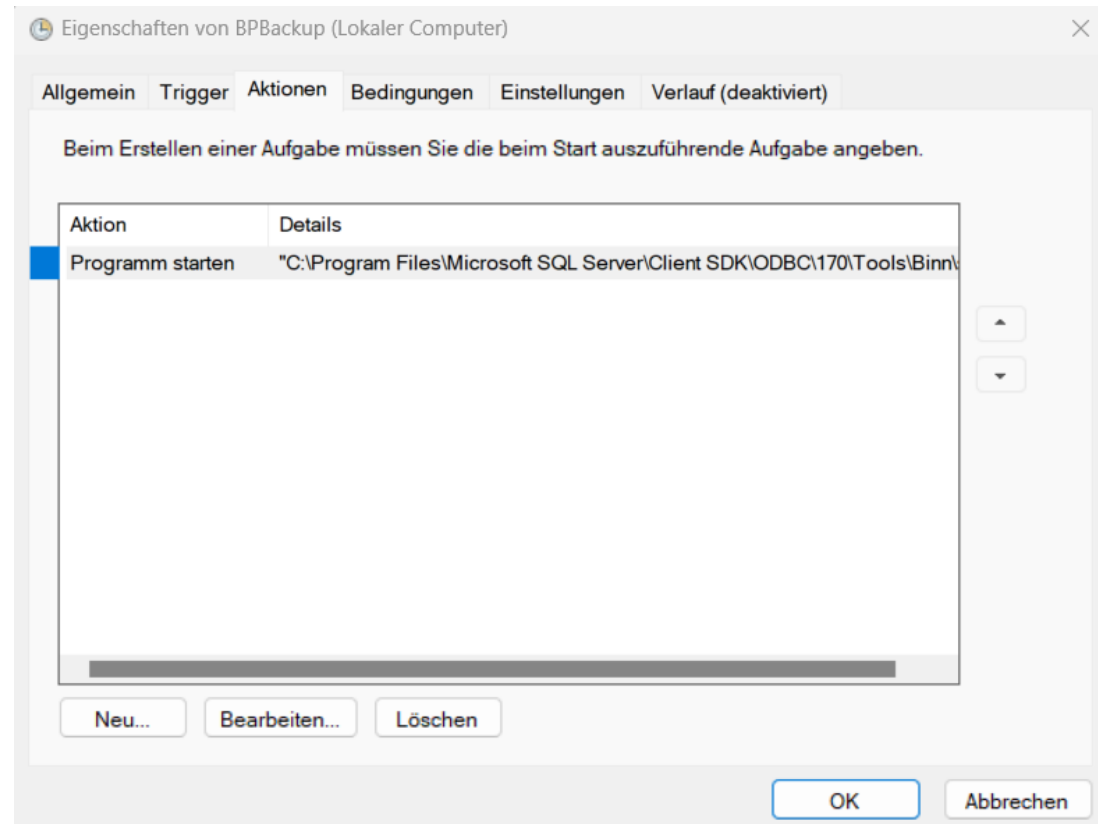 Eigenschaften von BPBackup (Lokaler Computer)
Allgemein Trigger Aktionen Bedingungen Einstellungen Verlauf (deaktiviert)
Beim Erstellen einer Aufgabe müssen Sie die beim Start auszuführende Aufgabe angeben.
Aktion Details
Programm starten "C:\Program Files\Microsoft SQL Server\Client SDK\ODBC\170\Tools\Binn\
Neu... Bearbeiten... Löschen
OK Abbrechen